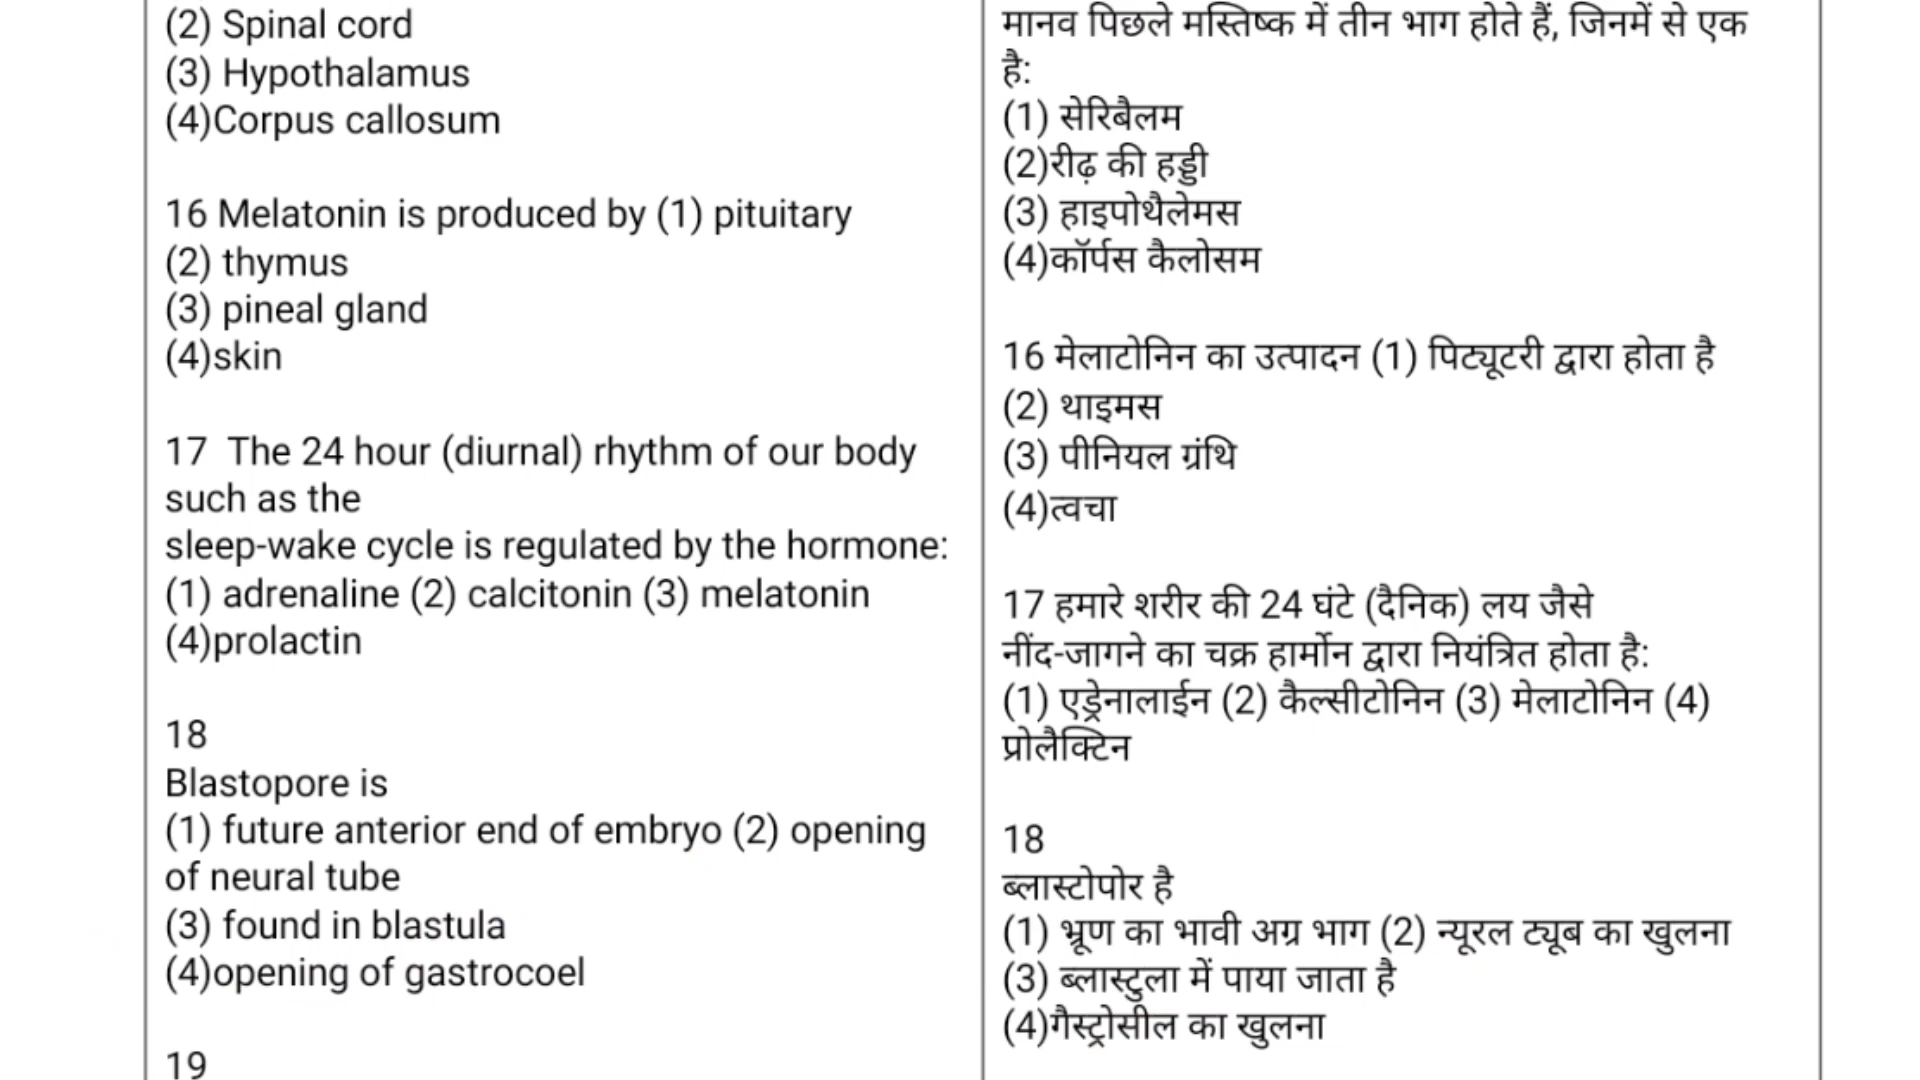 (2) Spinal cord
(3) Hypothalamus
(4)Corpus callosum
16 Melatonin is produced by (1) pituitary
(2) thymus
(3) pineal gland
(4)skin
17  The 24 hour (diurnal) rhythm of our body
such as the
sleep-wake cycle is regulated by the hormone:
(1) adrenaline (2) calcitonin (3) melatonin
(4)prolactin
18
Blastopore is
(1) future anterior end of embryo (2) opening
of neural tube
(3) found in blastula
(4)opening of gastrocoel
19
मानव पिछले मस्तिष्क में तीन भाग होते हैं, जिनमें से एक
है:
(1) सेरिबैलम
(2)रीढ़ की हड्डी
(3) हाइपोथैलेमस
(4)कॉर्पस कैलोसम
16 मेलाटोनिन का उत्पादन (1) पिट्यूटरी द्वारा होता है
(2) थाइमस
(3) पीनियल ग्रंथि
(4)त्वचा
17 हमारे शरीर की 24 घंटे (दैनिक) लय जैसे
नींद-जागने का चक्र हार्मोन द्वारा नियंत्रित होता है:
(1) एड्रेनालाईन (2) कैल्सीटोनिन (3) मेलाटोनिन (4)
प्रोलैक्टिन
18
ब्लास्टोपोर है
(1) भ्रूण का भावी अग्र भाग (2) न्यूरल ट्यूब का खुलना
(3) ब्लास्टुला में पाया जाता है
(4)गैस्ट्रोसील का खुलना